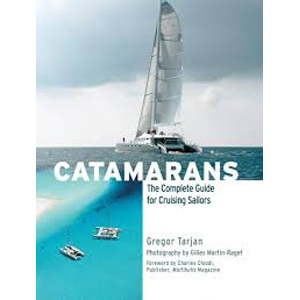 CATAMARANS
The Complete Guide
for Cruising Sailors
Gregor Tarjan
Photography by Gilles Martin-Raget
Foreword by Charles Chiodi,
Publisher, Multihulls Magazine